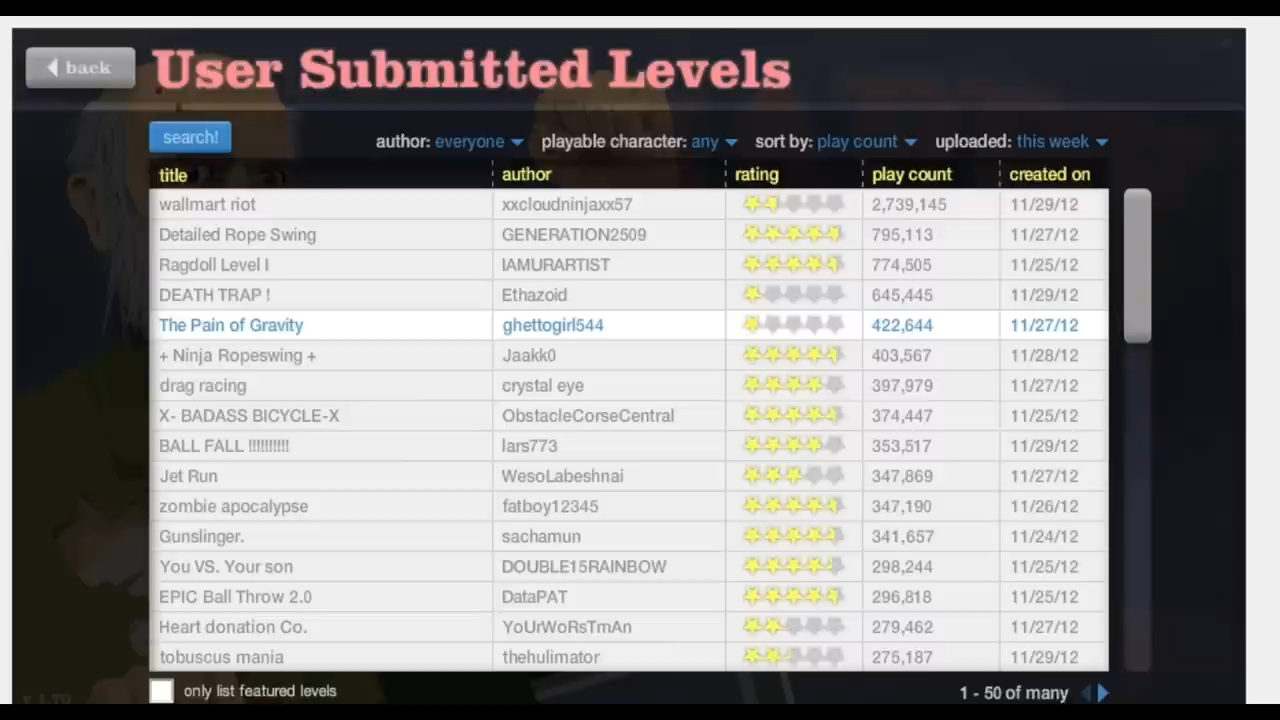 back
User Submitted Levels
search!
author: everyone playable character: any sort by: play count uploaded: this week
title author rating play count created on
wallmart riot xxcloudninjaxx57 2,739,145 11/29/12
Detailed Rope Swing GENERATION2509 795,113 11/27/12
Ragdoll Level I IAMURARTIST 774,505 11/25/12
DEATH TRAP ! Ethazoid 645,445 11/29/12
The Pain of Gravity ghettogirl544 422,644 11/27/12
+ Ninja Ropeswing + Jaakk0 403,567 11/28/12
drag racing crystal eye 397,979 11/27/12
X- BADASS BICYCLE-X ObstacleCorseCentral 374,447 11/25/12
BALL FALL !!!!!!!!!! lars773 353,517 11/29/12
Jet Run WesoLabeshnai 347,869 11/27/12
zombie apocalypse fatboy12345 347,190 11/26/12
Gunslinger. sachamun 341,657 11/24/12
You VS. Your son DOUBLE15RAINBOW 298,244 11/25/12
EPIC Ball Throw 2.0 DataPAT 296,818 11/25/12
Heart donation Co. YoUrWoRsTmAn 279,462 11/27/12
tobuscus mania thehulimator 275,187 11/29/12
only list featured levels 1 - 50 of many